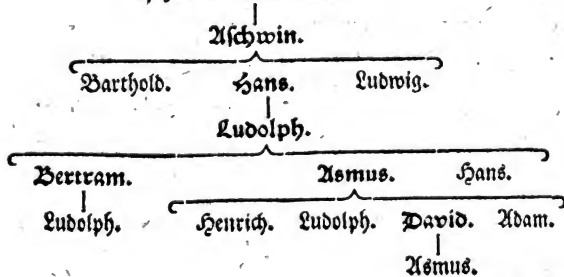 Aſchwin.
Barthold. Hans. Ludwig.
Ludolph.
Bertram. Asmus. Hans.
Ludolph. Henrich. Ludolph. David. Adam.
Asmus.